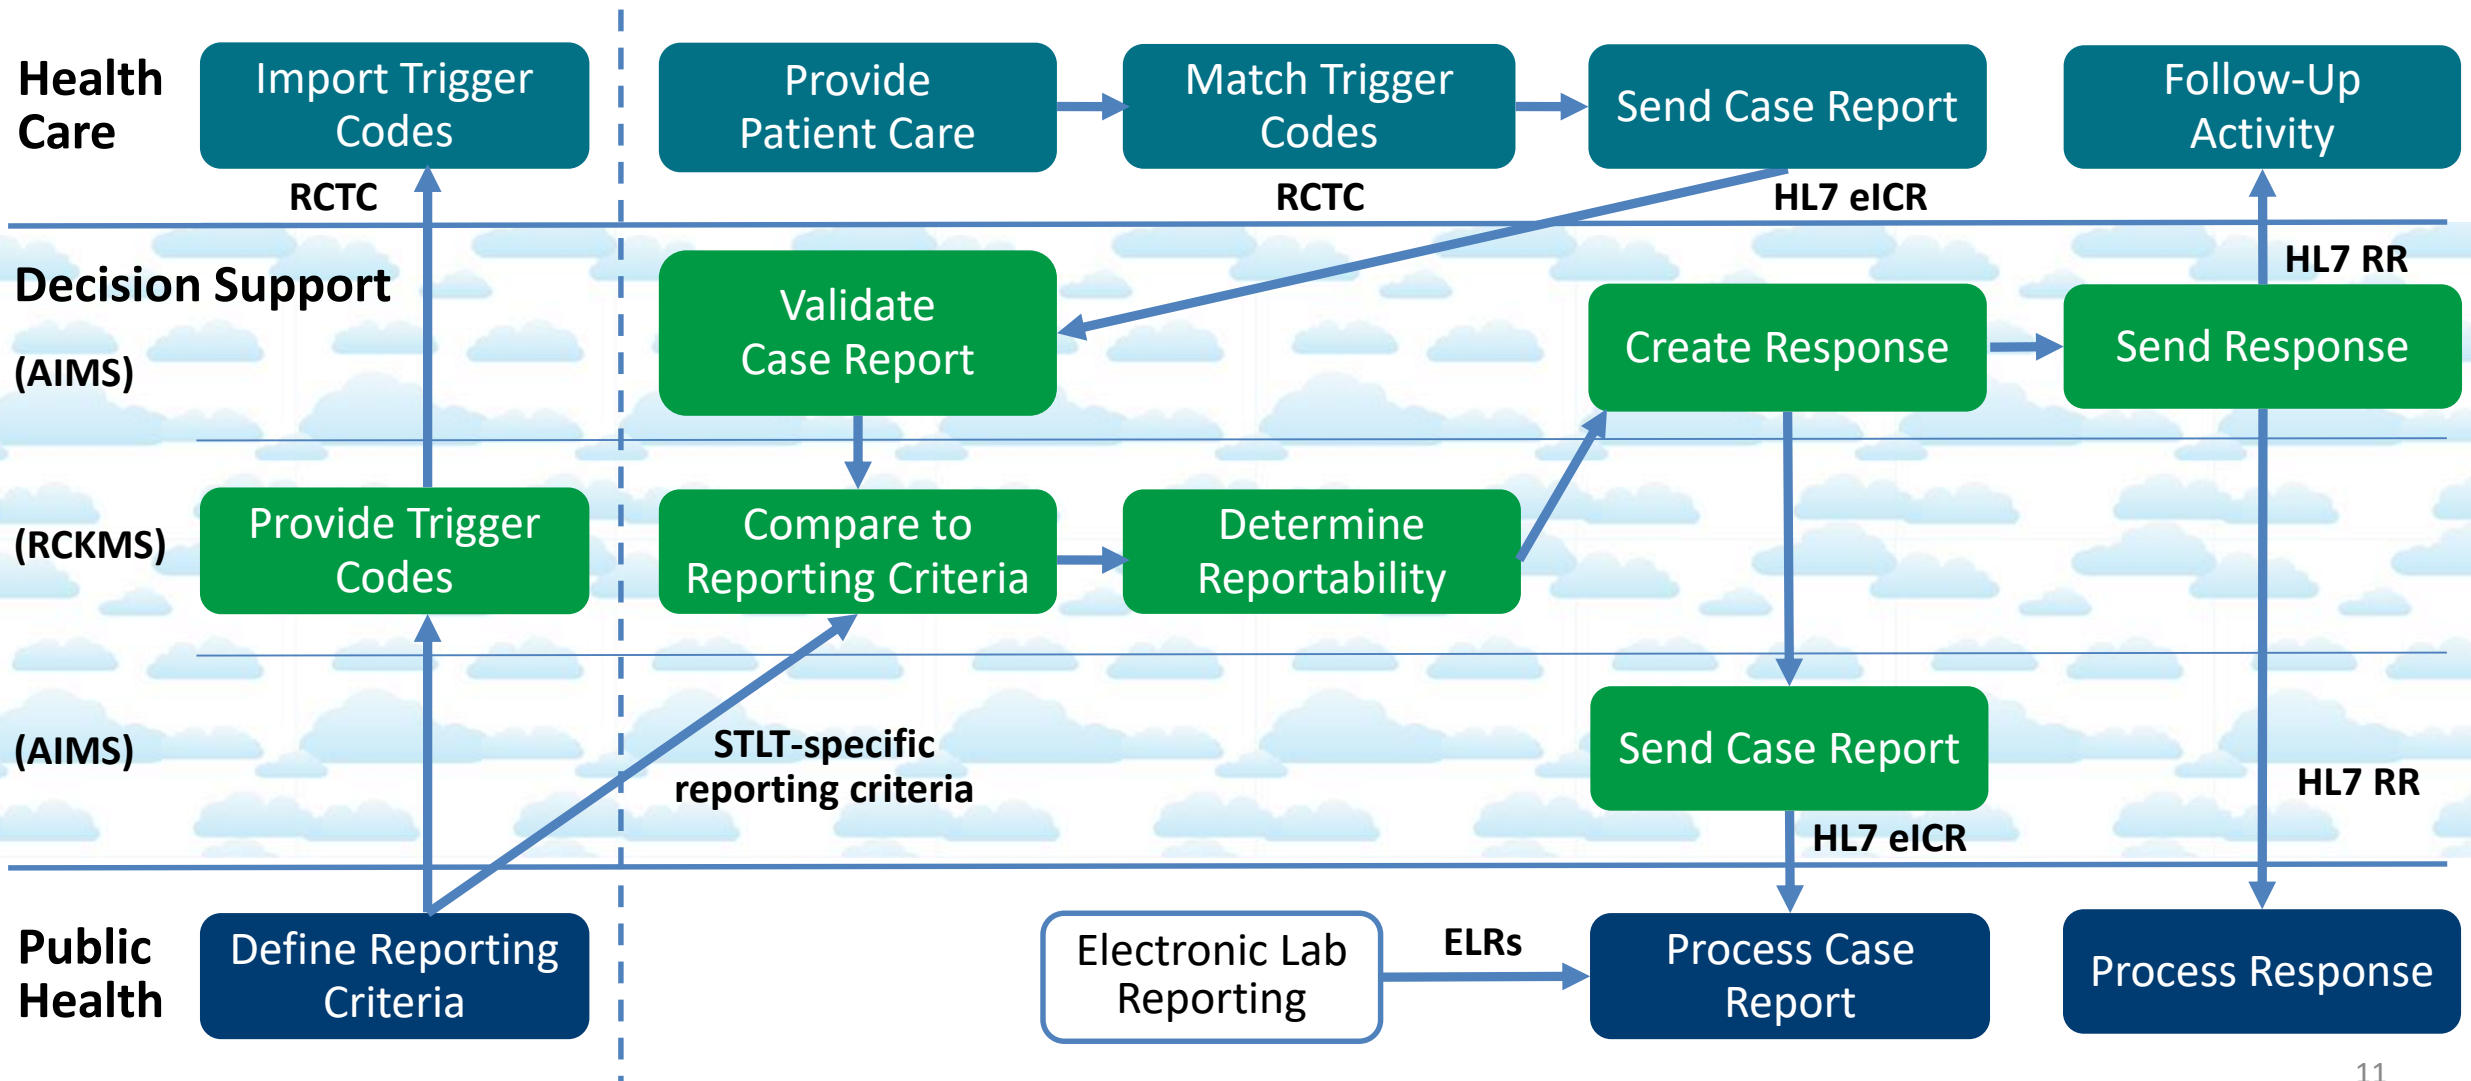 Health
Care
Import Trigger
Codes
Provide
Patient Care
Match Trigger
Codes
Send Case Report
Follow-Up
Activity
RCTC
RCTC
HL7 eICR
HL7 RR
Decision Support
(AIMS)
Validate
Case Report
Create Response
Send Response
(RCKMS)
Provide Trigger
Codes
Compare to
Reporting Criteria
Determine
Reportability
(AIMS)
STLT-specific
reporting criteria
Send Case Report
HL7 RR
HL7 eICR
Public
Health
Define Reporting
Criteria
Electronic Lab
Reporting
ELRs
Process Case
Report
Process Response
11